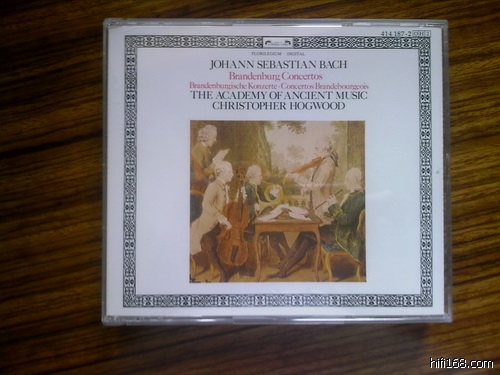 414 187-2 OH2
FLORILEGIUM DIGITAL
JOHANN SEBASTIAN BACH
Brandenburg Concertos
Brandenburgische Konzerte·Concertos Brandebourgeois
THE ACADEMY OF ANCIENT MUSIC
CHRISTOPHER HOGWOOD
hifi168.com